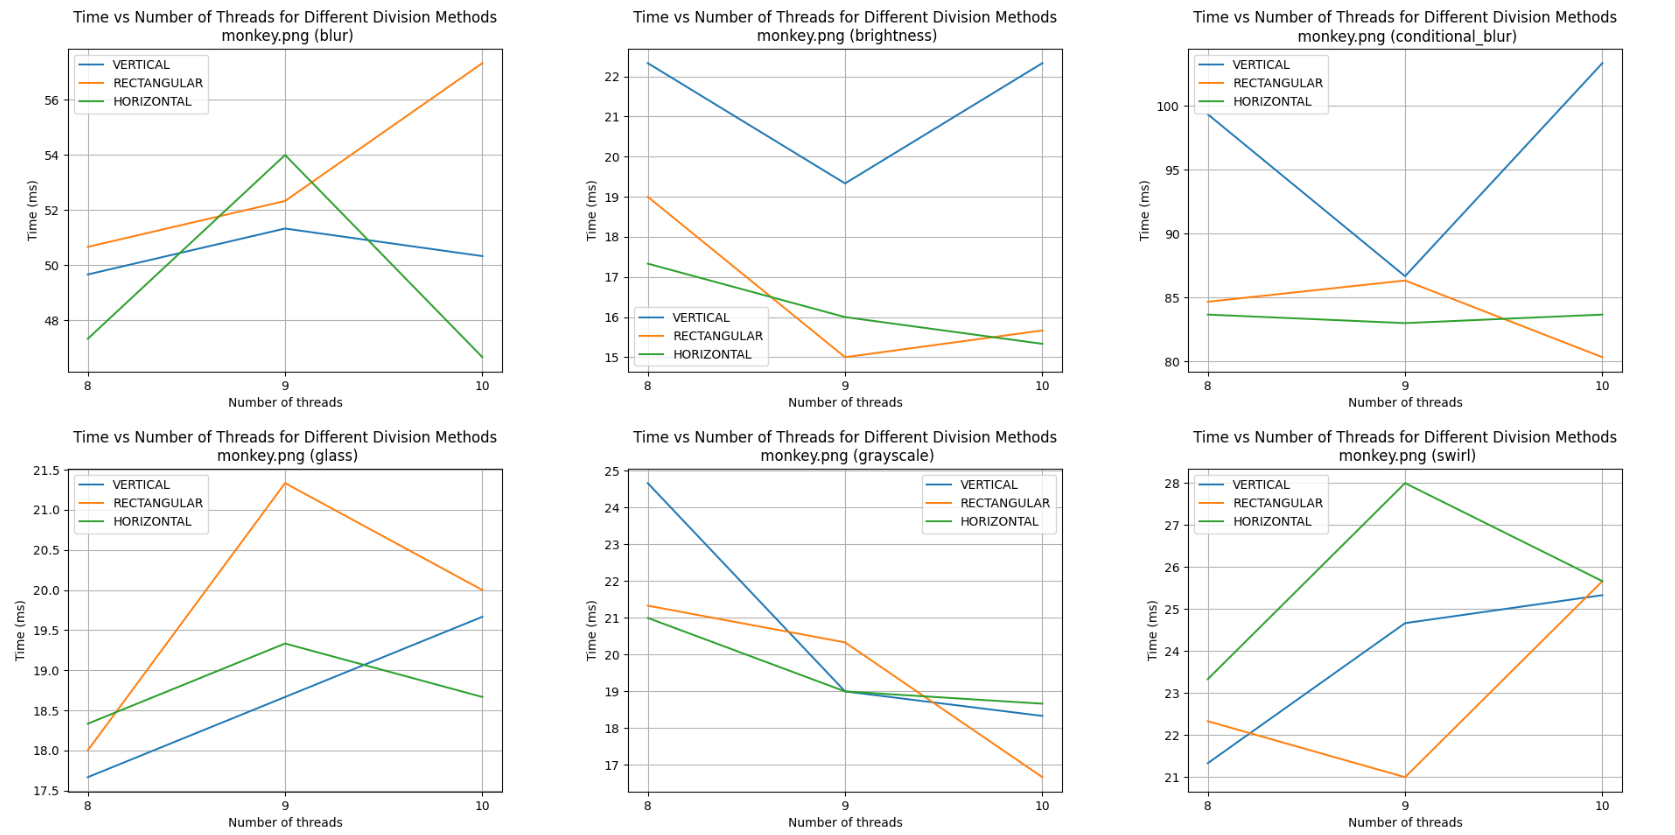 Time vs Number of Threads for Different Division Methods
monkey.png (blur)
VERTICAL
RECTANGULAR
HORIZONTAL
56
54
52
50
48
Time (ms)
8 9 10
Number of threads
Time vs Number of Threads for Different Division Methods
monkey.png (brightness)
22
21
20
19
18
17
16
15
Time (ms)
VERTICAL
RECTANGULAR
HORIZONTAL
8 9 10
Number of threads
Time vs Number of Threads for Different Division Methods
monkey.png (conditional_blur)
VERTICAL
RECTANGULAR
HORIZONTAL
100
95
90
85
80
Time (ms)
8 9 10
Number of threads
Time vs Number of Threads for Different Division Methods
monkey.png (glass)
VERTICAL
RECTANGULAR
HORIZONTAL
21.5
21.0
20.5
20.0
19.5
19.0
18.5
18.0
17.5
Time (ms)
8 9 10
Number of threads
Time vs Number of Threads for Different Division Methods
monkey.png (grayscale)
VERTICAL
RECTANGULAR
HORIZONTAL
25
24
23
22
21
20
19
18
17
Time (ms)
8 9 10
Number of threads
Time vs Number of Threads for Different Division Methods
monkey.png (swirl)
VERTICAL
RECTANGULAR
HORIZONTAL
28
27
26
25
24
23
22
21
Time (ms)
8 9 10
Number of threads